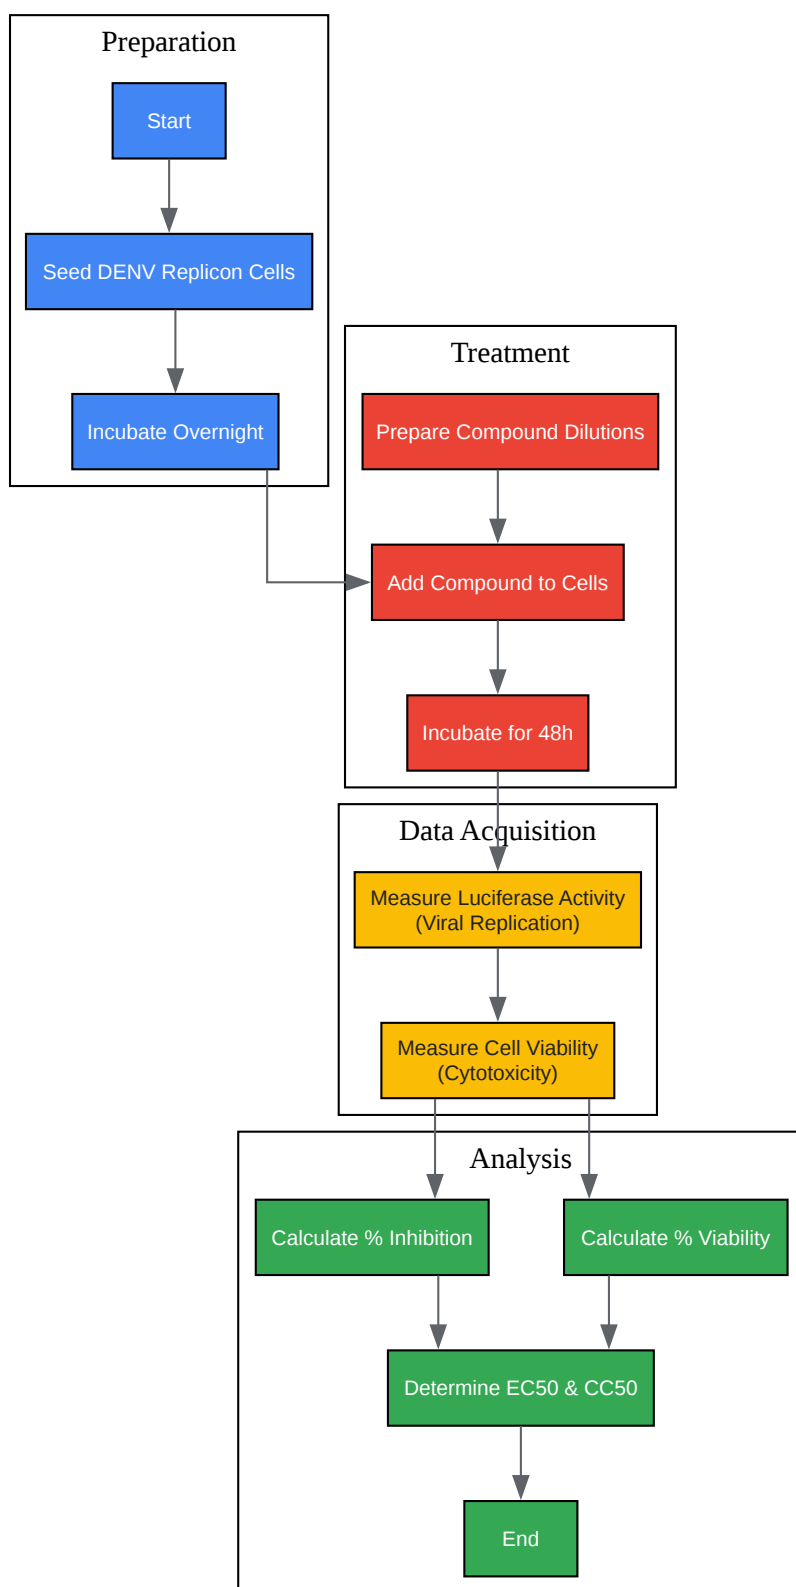 Preparation
Start
Seed DENV Replicon Cells
Incubate Overnight
Treatment
Prepare Compound Dilutions
Add Compound to Cells
Incubate for 48h
Data Acquisition
Measure Luciferase Activity
(Viral Replication)
Measure Cell Viability
(Cytotoxicity)
Analysis
Calculate % Inhibition
Calculate % Viability
Determine EC50 & CC50
End